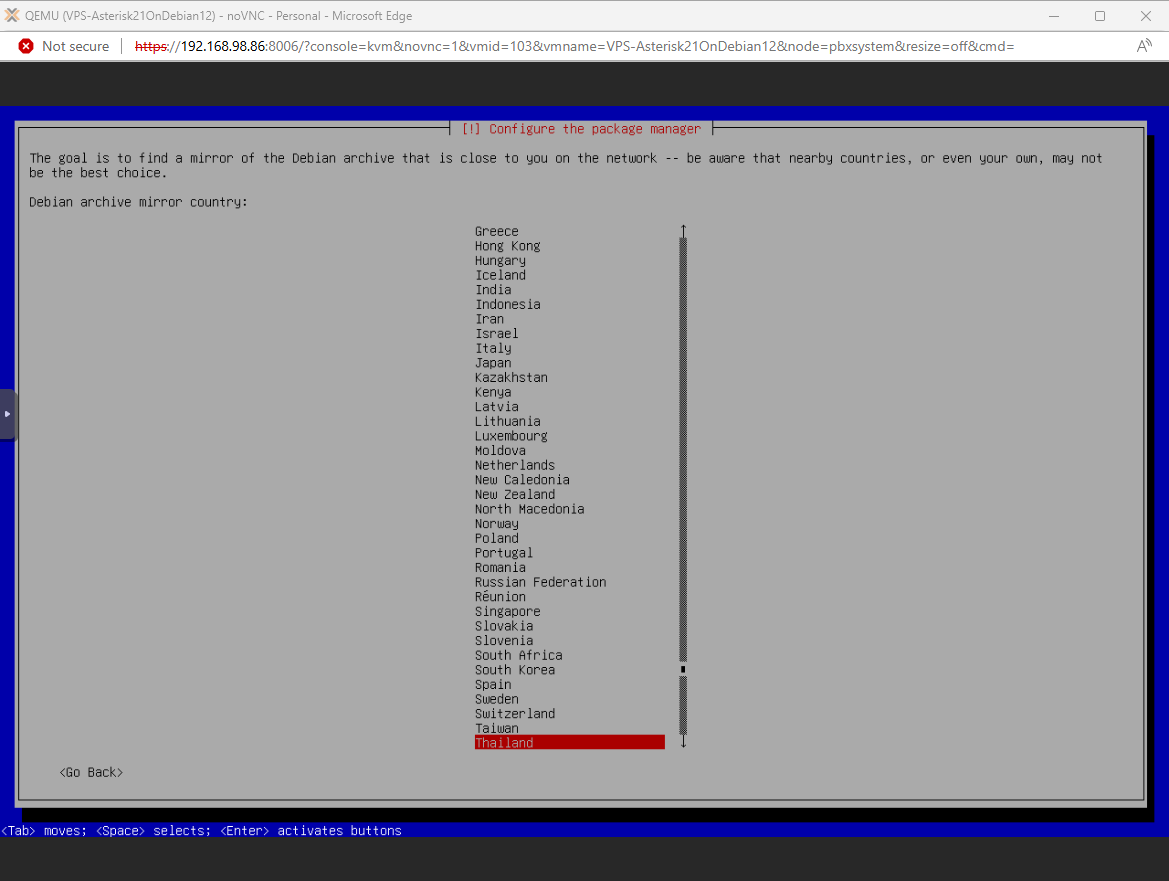 QEMU (VPS-Asterisk21OnDebian12) - noVNC - Personal - Microsoft Edge
Not secure
https://192.168.98.86:8006/?console=kvm&novnc=1&vmid=103&vmname=VPS-Asterisk21OnDebian12&node=pbxsystem&resize=off&cmd=
[!] Configure the package manager
The goal is to find a mirror of the Debian archive that is close to you on the network -- be aware that nearby countries, or even your own, may not
be the best choice.
Debian archive mirror country:
Greece
Hong Kong
Hungary
Iceland
India
Indonesia
Iran
Israel
Italy
Japan
Kazakhstan
Kenya
Latvia
Lithuania
Luxembourg
Moldova
Netherlands
New Caledonia
New Zealand
North Macedonia
Norway
Poland
Portugal
Romania
Russian Federation
Réunion
Singapore
Slovakia
Slovenia
South Africa
South Korea
Spain
Sweden
Switzerland
Taiwan
Thailand
<Go Back>
<Tab> moves; <Space> selects; <Enter> activates buttons